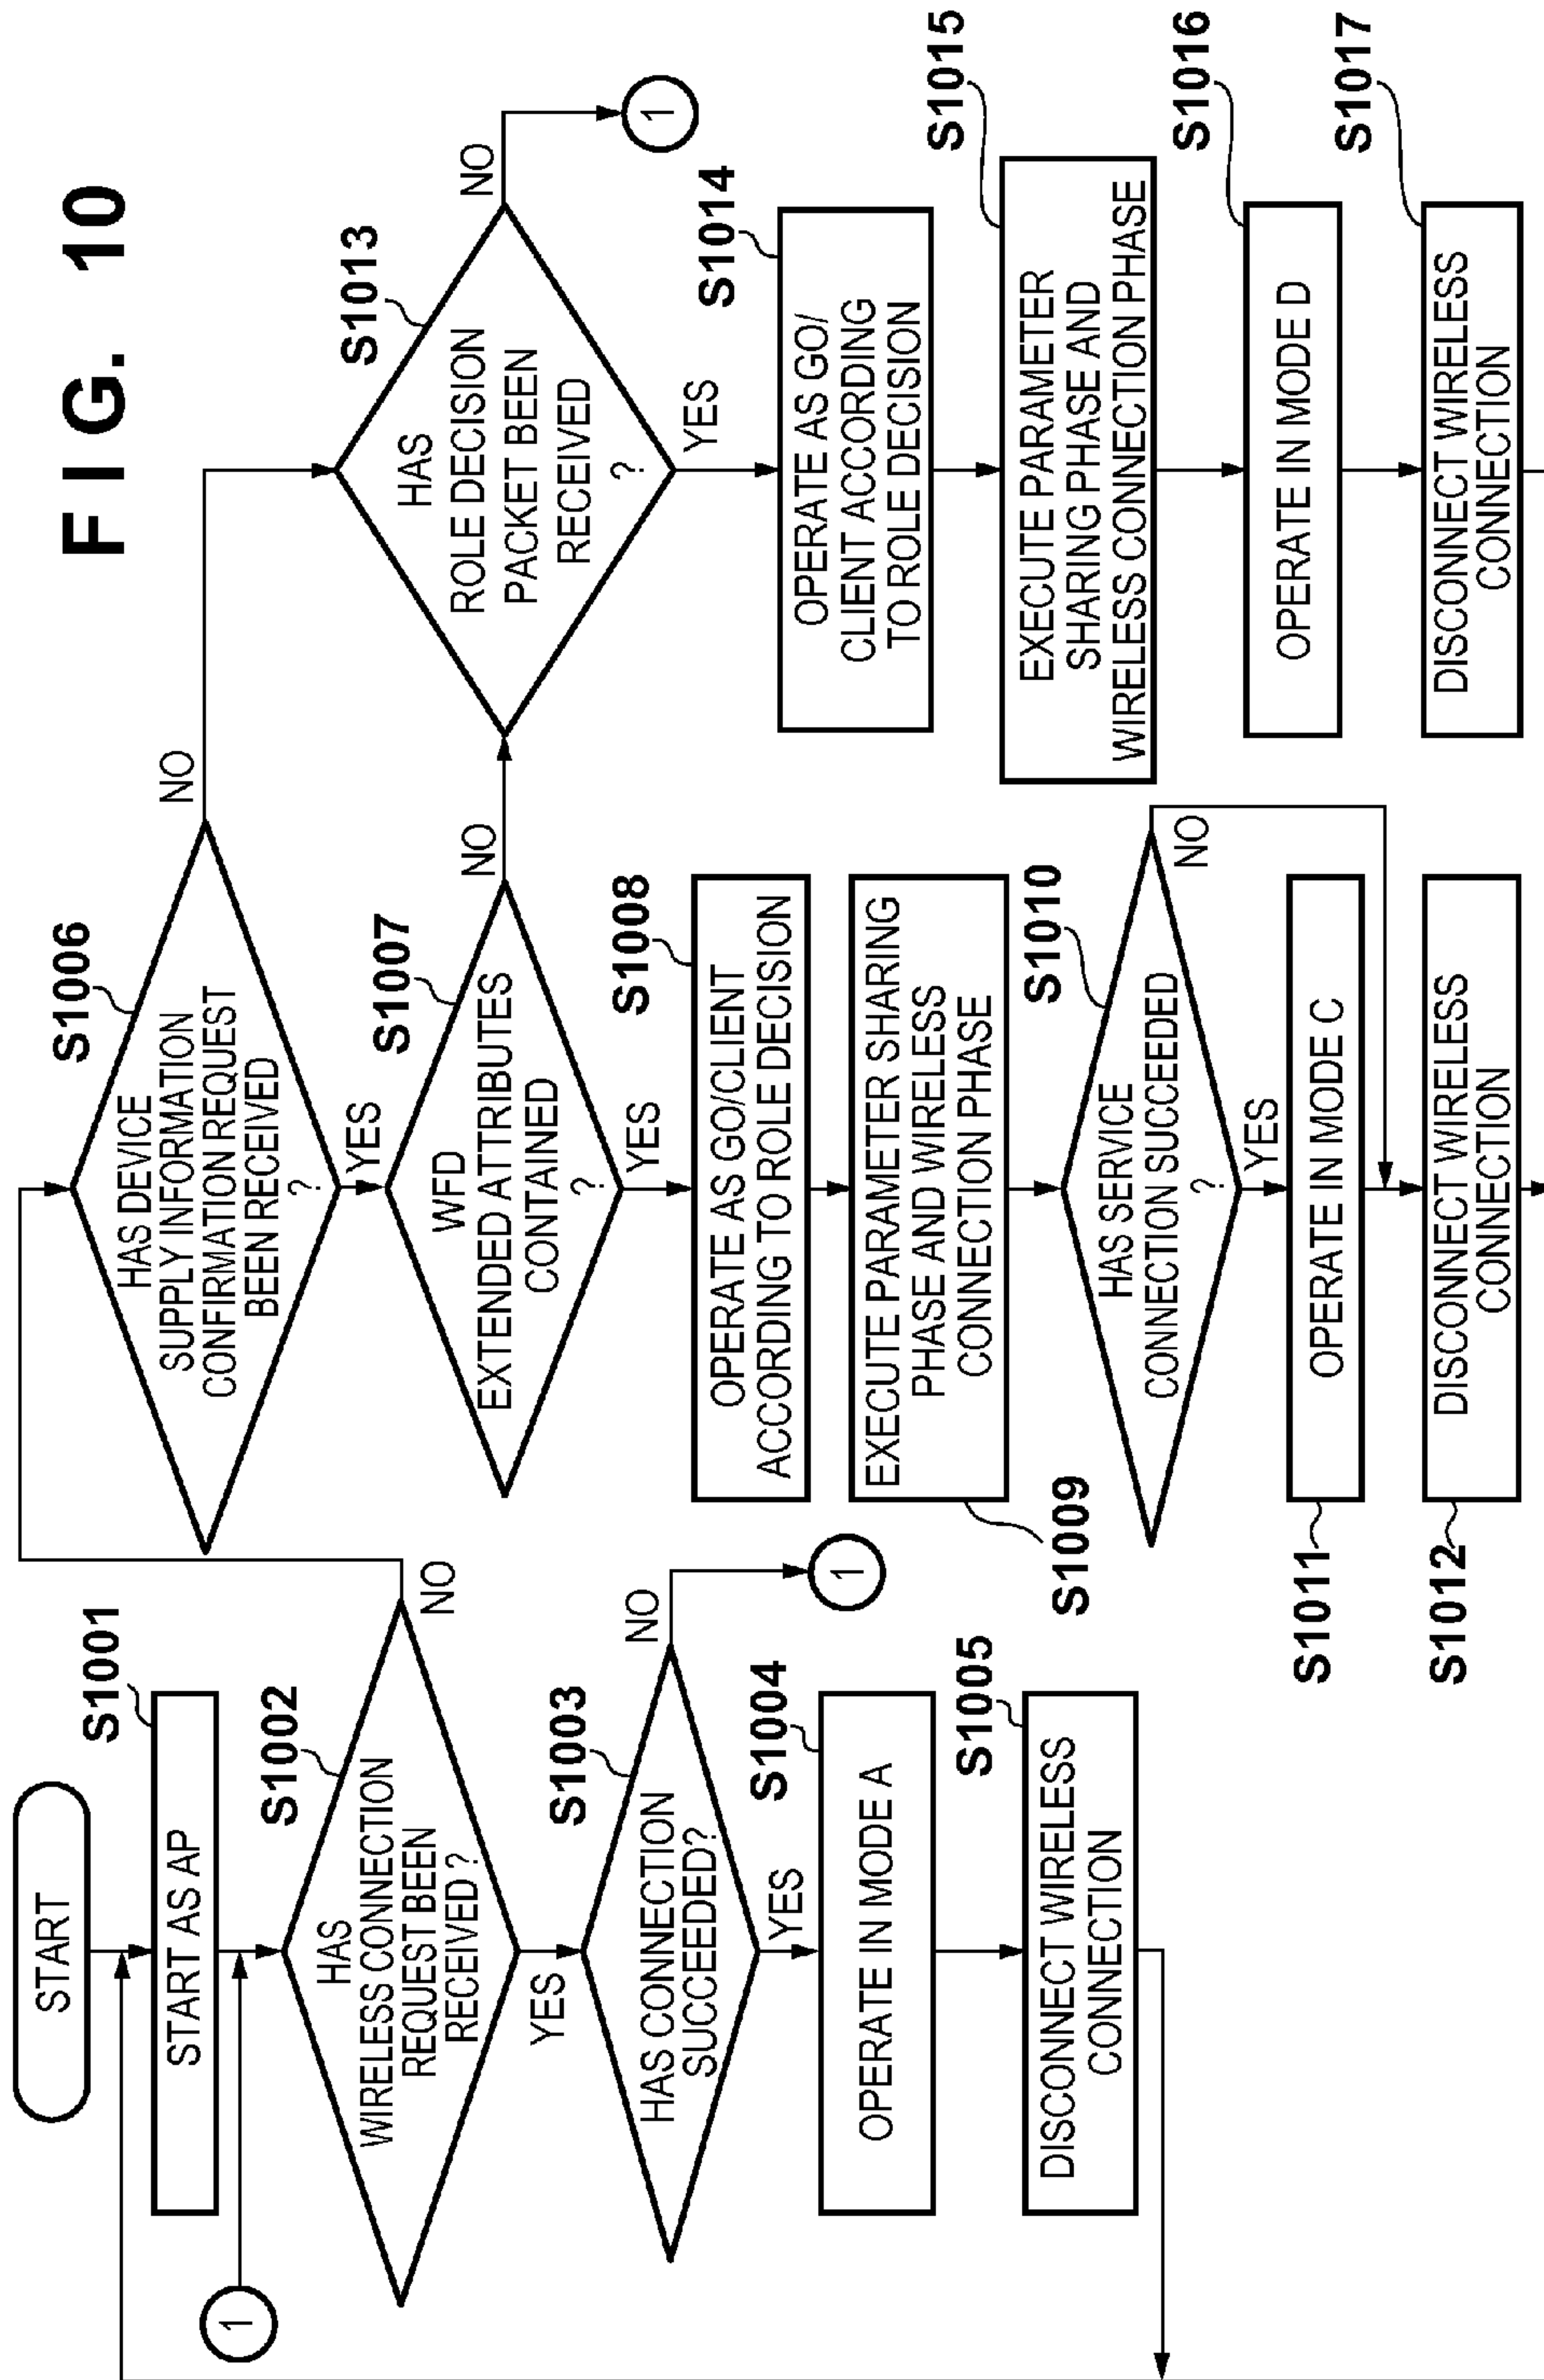 FIG. 10
START
S1001
START AS AP
1
S1002
HAS
WIRELESS CONNECTION
REQUEST BEEN
RECEIVED ?
NO
YES
S1003
HAS CONNECTION
SUCCEEDED?
NO
1
YES
S1004
OPERATE IN MODE A
S1005
DISCONNECT WIRELESS
CONNECTION
S1006
HAS DEVICE
SUPPLY INFORMATION
CONFIRMATION REQUEST
BEEN RECEIVED
?
NO
YES
S1007
WFD
EXTENDED ATTRIBUTES
CONTAINED
?
NO
YES
S1008
OPERATE AS GO/CLIENT
ACCORDING TO ROLE DECISION
EXECUTE PARAMETER SHARING
PHASE AND WIRELESS
CONNECTION PHASE
S1009
S1010
HAS SERVICE
CONNECTION SUCCEEDED
?
NO
YES
OPERATE IN MODE C
S1011
DISCONNECT WIRELESS
CONNECTION
S1012
S1013
HAS
ROLE DECISION
PACKET BEEN
RECEIVED
?
NO
1
YES
S1014
OPERATE AS GO/
CLIENT ACCORDING
TO ROLE DECISION
S1015
EXECUTE PARAMETER
SHARING PHASE AND
WIRELESS CONNECTION PHASE
S1016
OPERATE IN MODE D
S1017
DISCONNECT WIRELESS
CONNECTION